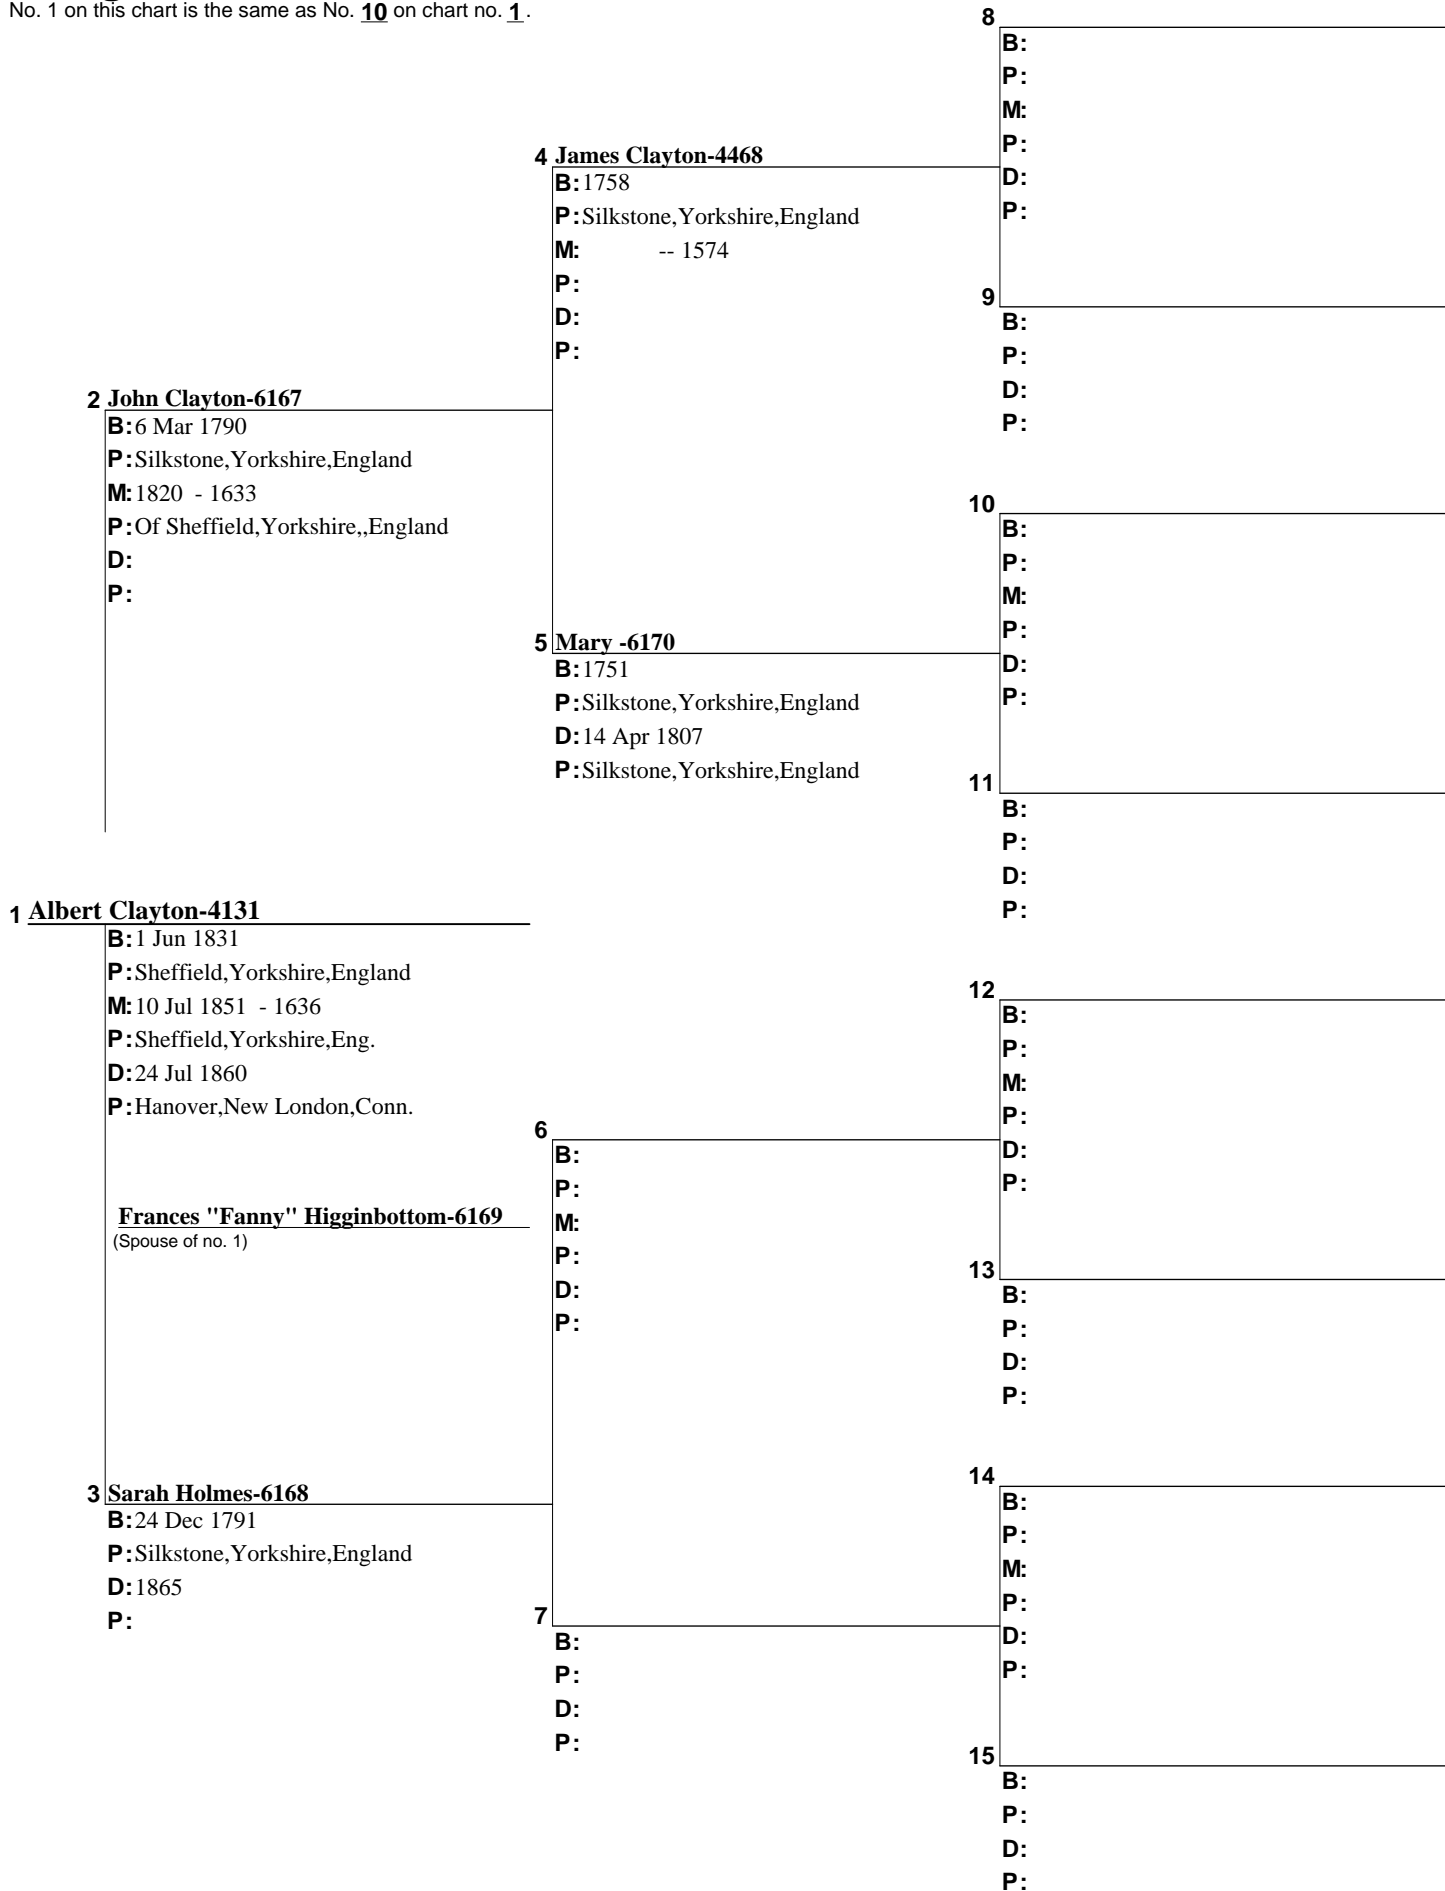 No. 1 on this chart is the same as No. 10 on chart no. 1 .
8
B:
P:
M:
P:
D:
P:
4 James Clayton-4468
B: 1758
P: Silkstone,Yorkshire,England
M: -- 1574
P:
D:
P:
9
B:
P:
D:
P:
2 John Clayton-6167
B: 6 Mar 1790
P: Silkstone,Yorkshire,England
M: 1820 - 1633
P: Of Sheffield,Yorkshire,,England
D:
P:
10
B:
P:
M:
P:
D:
P:
5 Mary -6170
B: 1751
P: Silkstone,Yorkshire,England
D: 14 Apr 1807
P: Silkstone,Yorkshire,England
11
B:
P:
D:
P:
1 Albert Clayton-4131
B: 1 Jun 1831
P: Sheffield,Yorkshire,England
M: 10 Jul 1851 - 1636
P: Sheffield,Yorkshire,Eng.
D: 24 Jul 1860
P: Hanover,New London,Conn.
12
B:
P:
M:
P:
D:
P:
6
B:
P:
M:
P:
D:
P:
Frances "Fanny" Higginbottom-6169
(Spouse of no. 1)
13
B:
P:
D:
P:
3 Sarah Holmes-6168
B: 24 Dec 1791
P: Silkstone,Yorkshire,England
D: 1865
P:
14
B:
P:
M:
P:
D:
P:
7
B:
P:
D:
P:
15
B:
P:
D:
P: